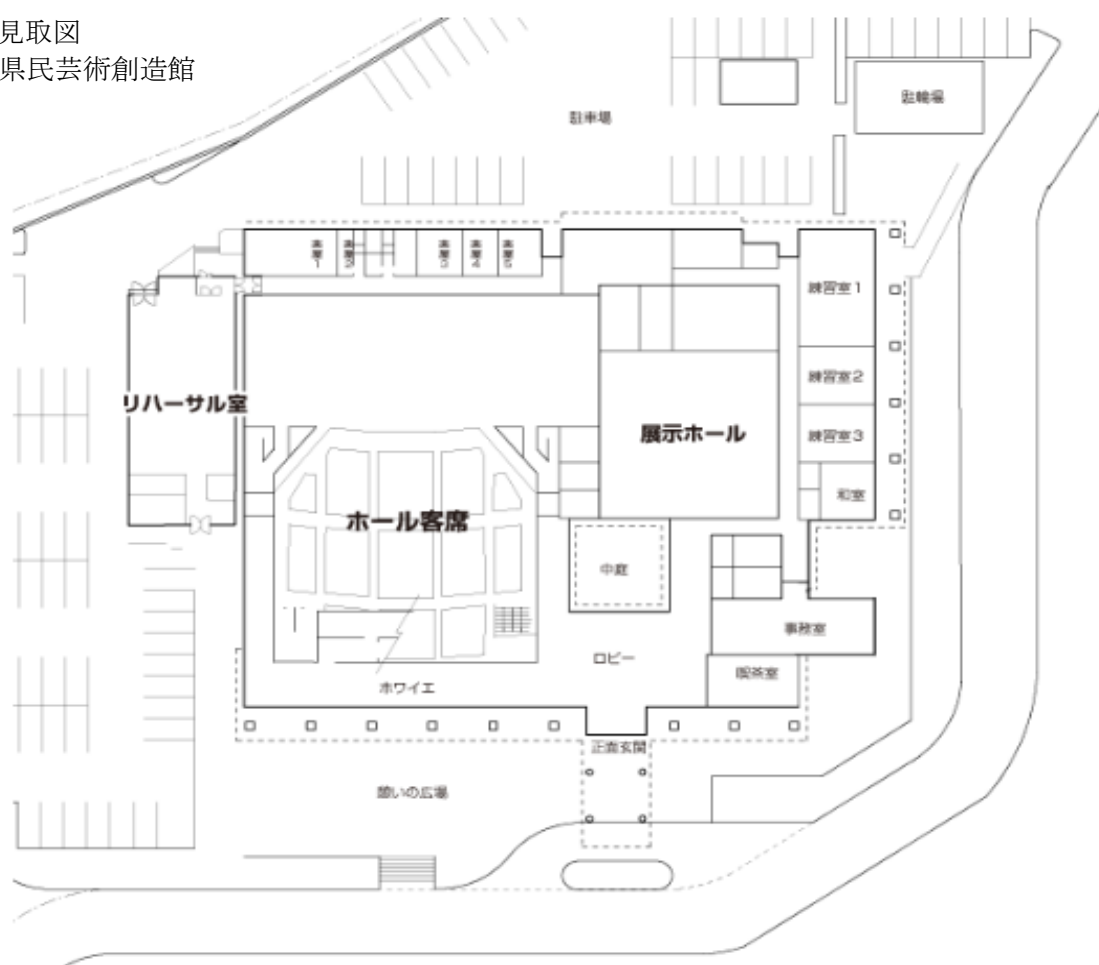 見取図
県民芸術創造館
駐車場
駐輪場
楽屋1
楽屋2
楽屋3
楽屋4
楽屋5
練習室1
リハーサル室
練習室2
展示ホール
練習室3
和室
ホール客席
中庭
事務室
ロビー
喫茶室
ホワイエ
正面玄関
憩いの広場